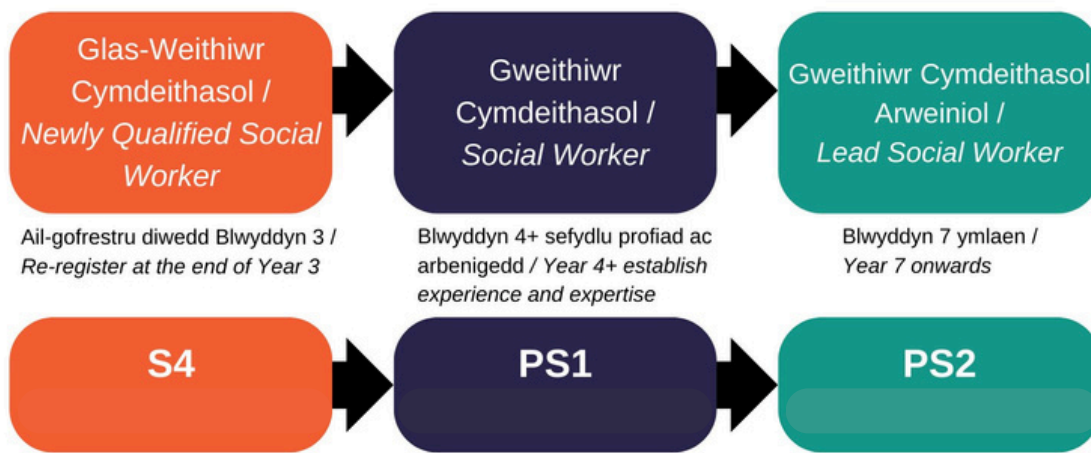 Glas-Weithiwr
Cymdeithasol /
Newly Qualified Social
Worker
Gweithiwr
Cymdeithasol /
Social Worker
Gweithiwr Cymdeithasol
Arweiniol /
Lead Social Worker
Ail-gofrestru diwedd Blwyddyn 3 /
Re-register at the end of Year 3
Blwyddyn 4+ sefydlu profiad ac
arbenigedd / Year 4+ establish
experience and expertise
Blwyddyn 7 ymlaen /
Year 7 onwards
S4
PS1
PS2